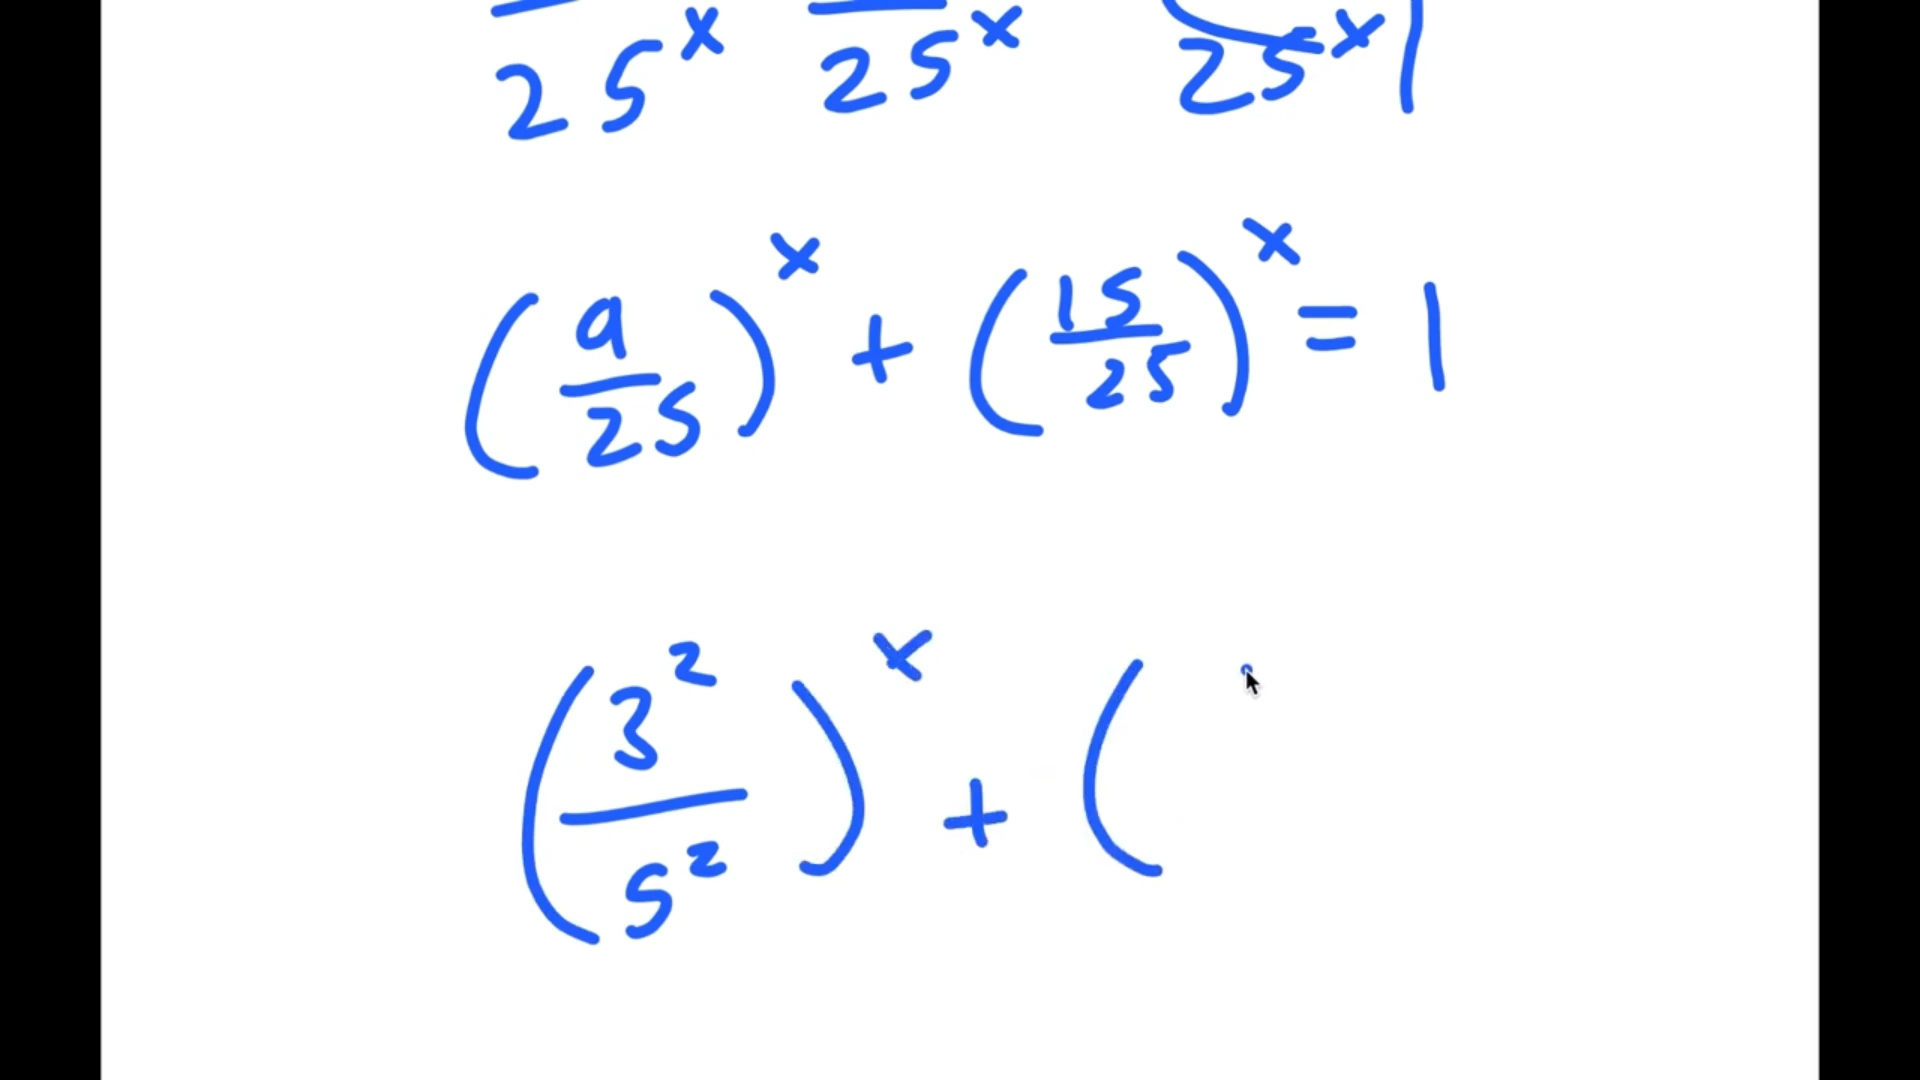 25^x 25^x 25^x
(9/25)^x + (15/25)^x = 1
(3^2/5^2)^x + (